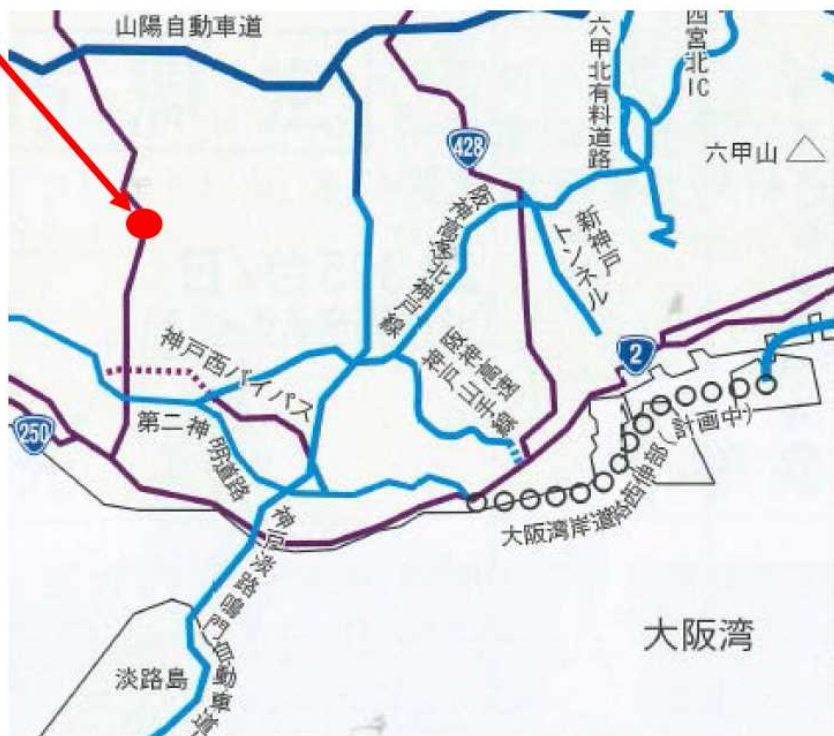 山陽自動車道
六甲北有料道路
西宮北IC
六甲山
428
阪神高速北神戸線
新神戸
トンネル
2
神戸西バイパス
阪神高速
神戸山手線
250
第二神明道路
大阪湾岸道路西伸部(計画中)
神戸淡路鳴門自動車道
大阪湾
淡路島